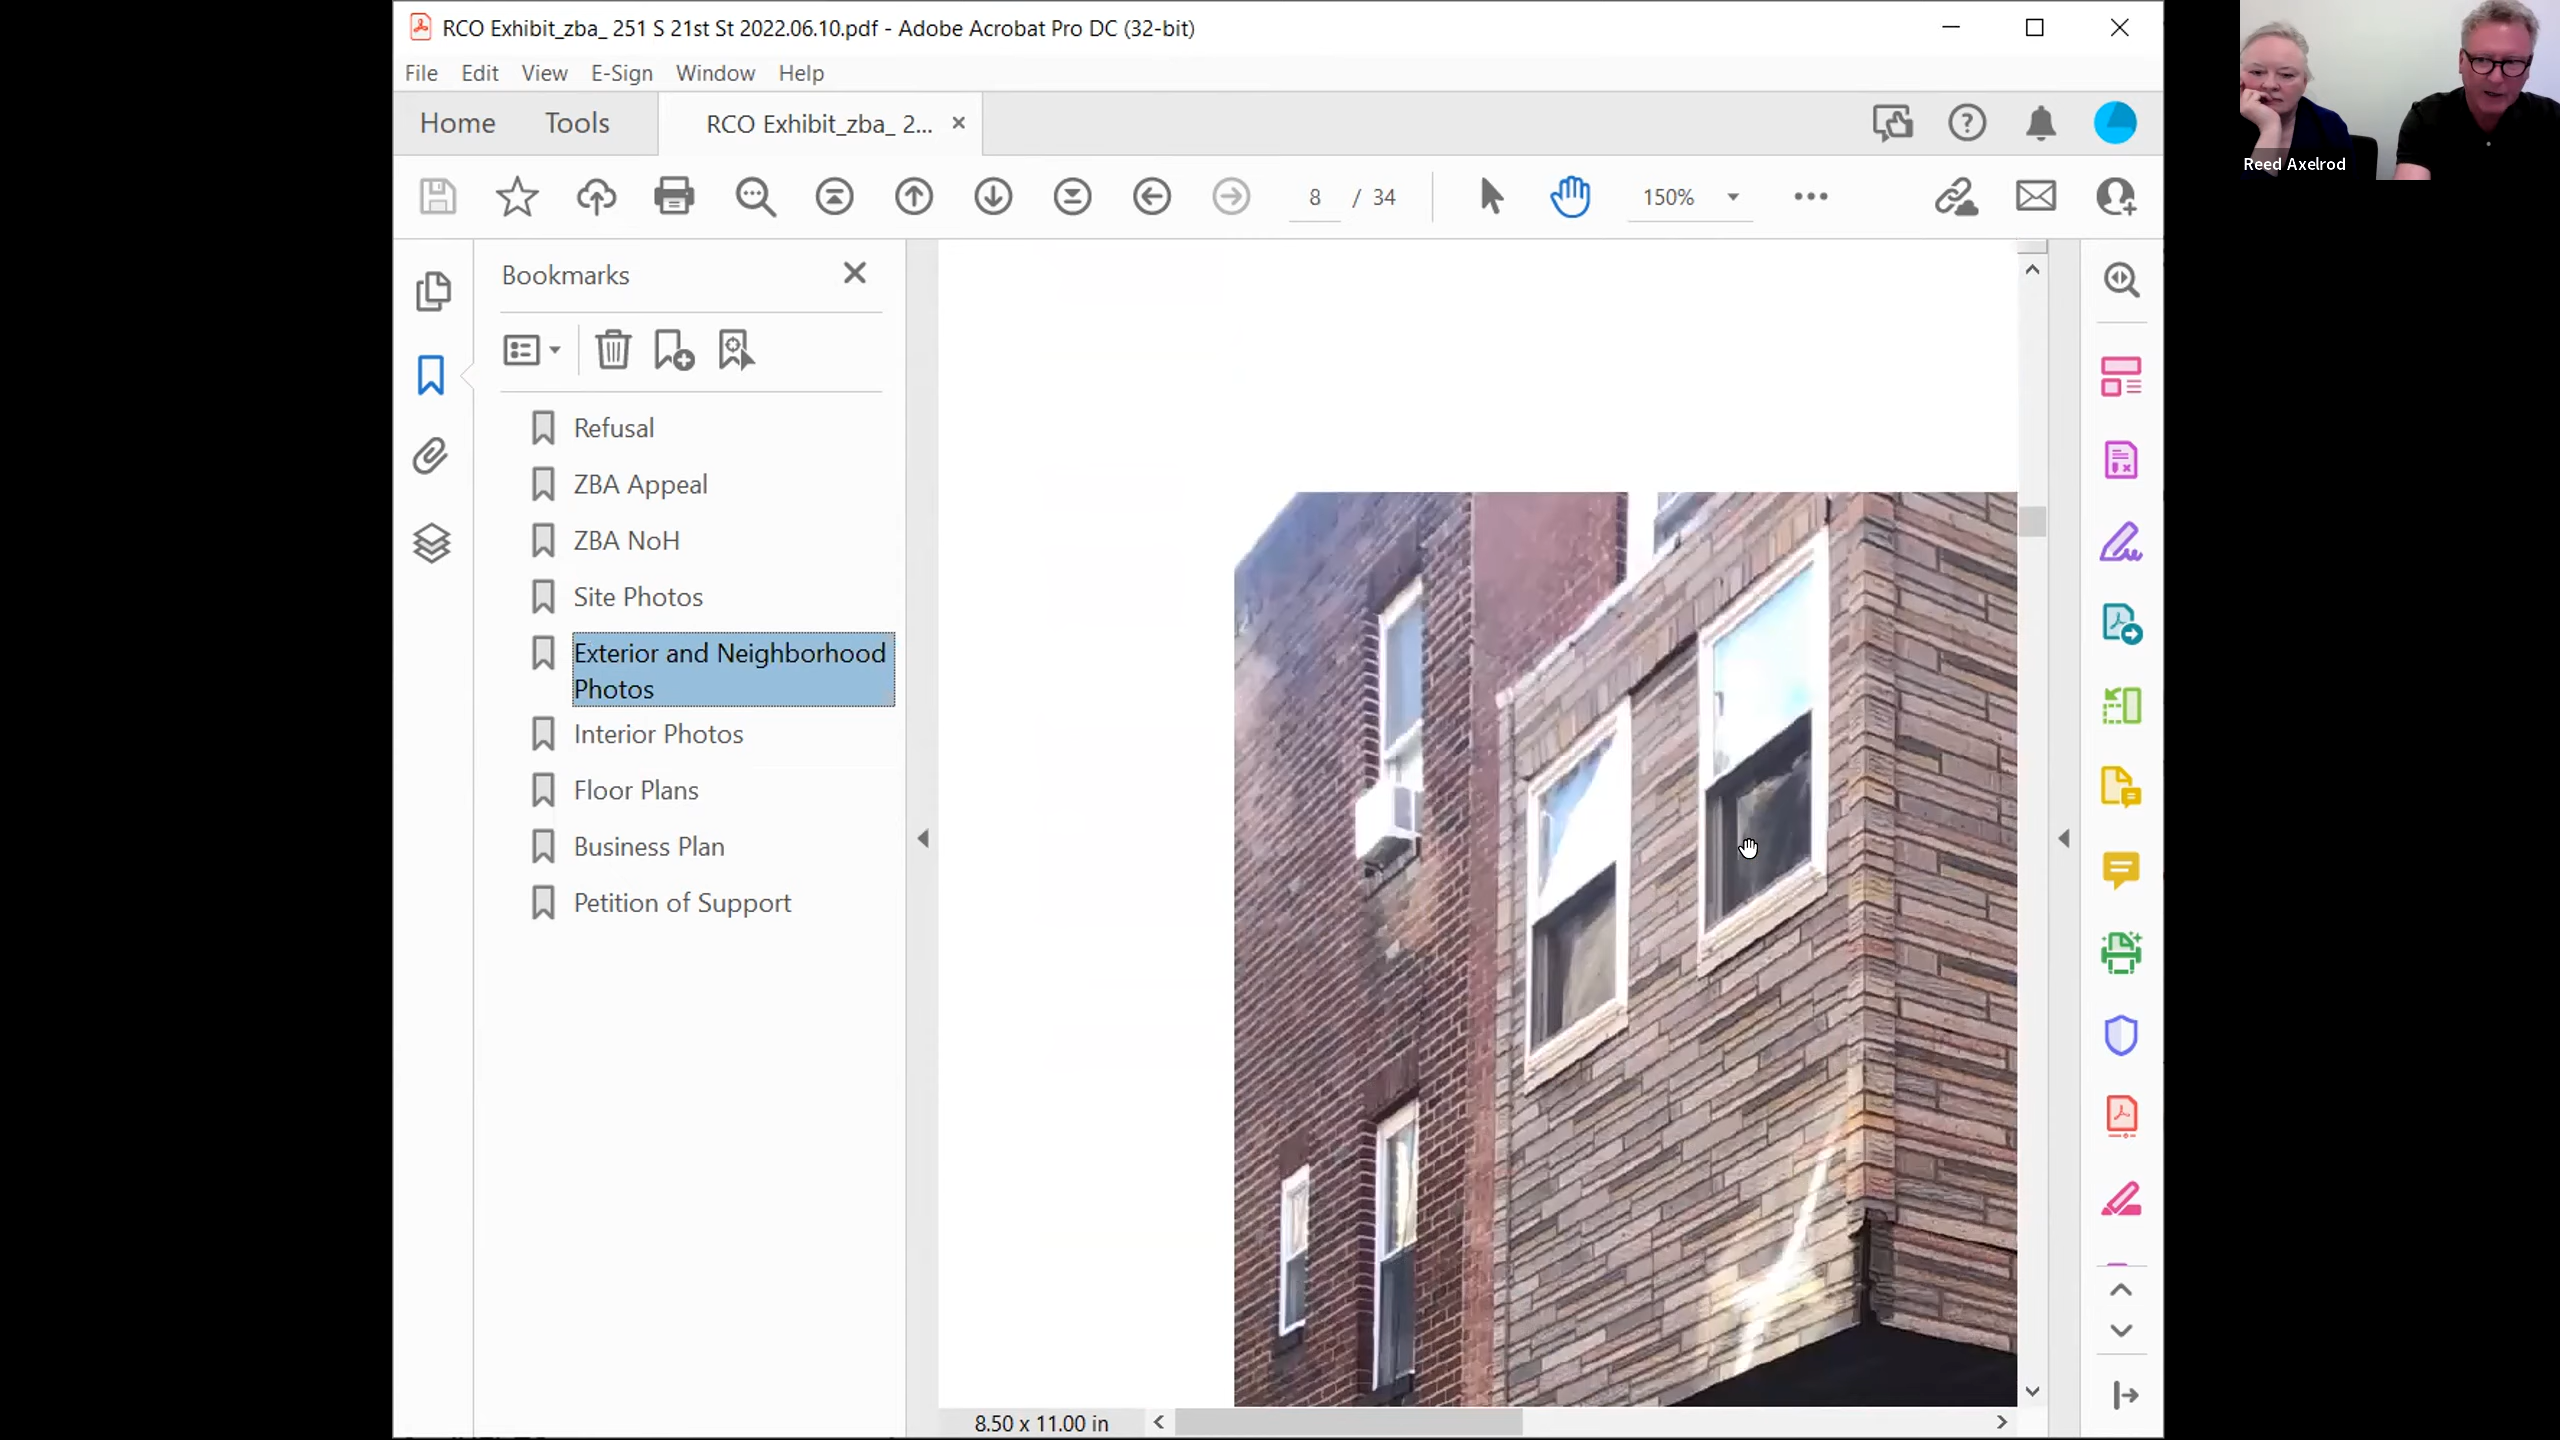 RCO Exhibit_zba_ 251 S 21st St 2022.06.10.pdf - Adobe Acrobat Pro DC (32-bit)
File Edit View E-Sign Window Help
Home Tools RCO Exhibit_zba_ 2...
8 / 34 150%
Reed Axelrod
Bookmarks
Refusal
ZBA Appeal
ZBA NoH
Site Photos
Exterior and Neighborhood
Photos
Interior Photos
Floor Plans
Business Plan
Petition of Support
8.50 x 11.00 in